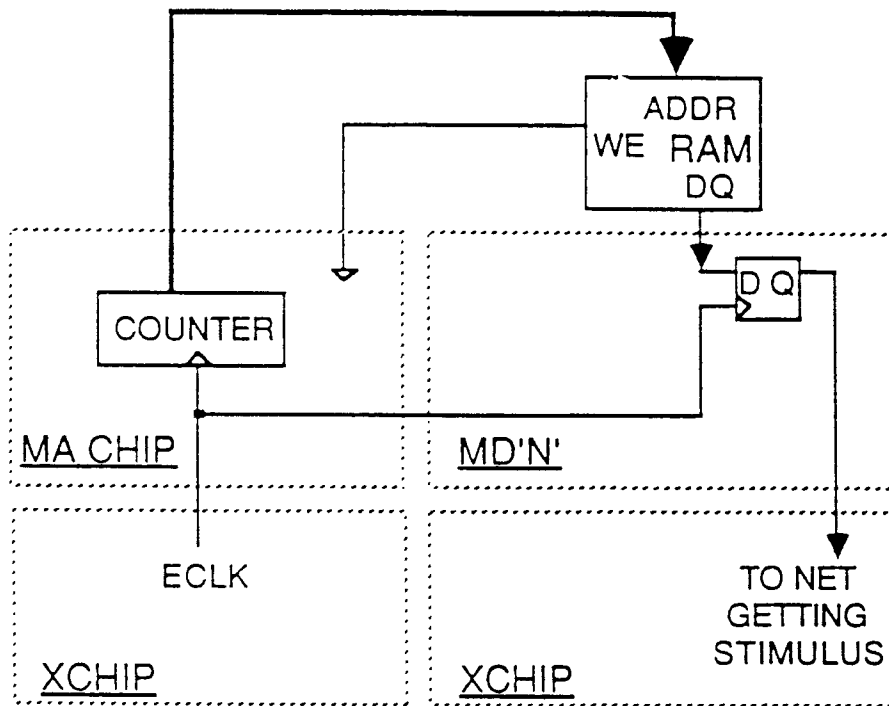 ADDR
WE RAM
DQ
D Q
COUNTER
MA CHIP
MD'N'
ECLK
TO NET
GETTING
STIMULUS
XCHIP
XCHIP